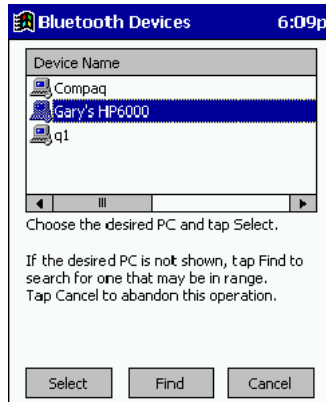 Bluetooth Devices 6:09p
Device Name
Compaq
Gary's HP6000
q1
Choose the desired PC and tap Select.
If the desired PC is not shown, tap Find to
search for one that may be in range.
Tap Cancel to abandon this operation.
Select Find Cancel